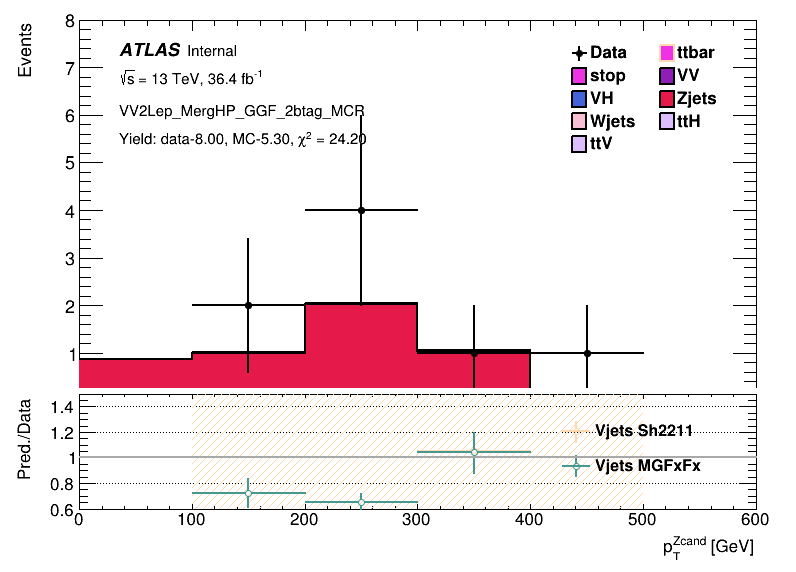 Events
8
7
6
5
4
3
2
1
ATLAS Internal
√s = 13 TeV, 36.4 fb⁻¹
VV2Lep_MergHP_GGF_2btag_MCR
Yield: data-8.00, MC-5.30, χ² = 24.20
Data
ttbar
stop
VV
VH
Zjets
Wjets
ttH
ttV
Pred./Data
1.4
1.2
1
0.8
0.6
Vjets Sh2211
Vjets MGFxFx
0 100 200 300 400 500 600
p_T^Zcand [GeV]